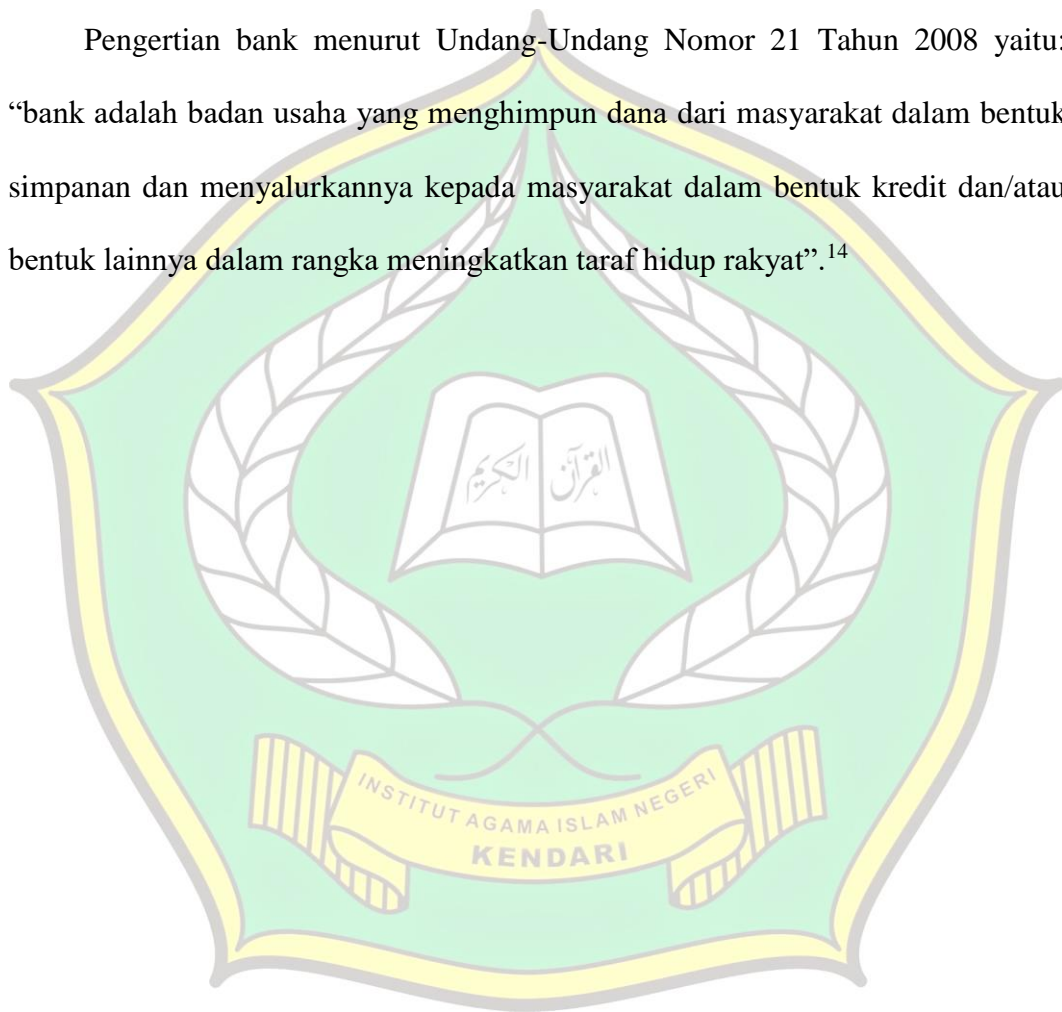 Pengertian bank menurut Undang-Undang Nomor 21 Tahun 2008 yaitu:
“bank adalah badan usaha yang menghimpun dana dari masyarakat dalam bentuk
simpanan dan menyalurkannya kepada masyarakat dalam bentuk kredit dan/atau
bentuk lainnya dalam rangka meningkatkan taraf hidup rakyat”.14
القرآن الكريم
INSTITUT AGAMA ISLAM NEGERI
KENDARI